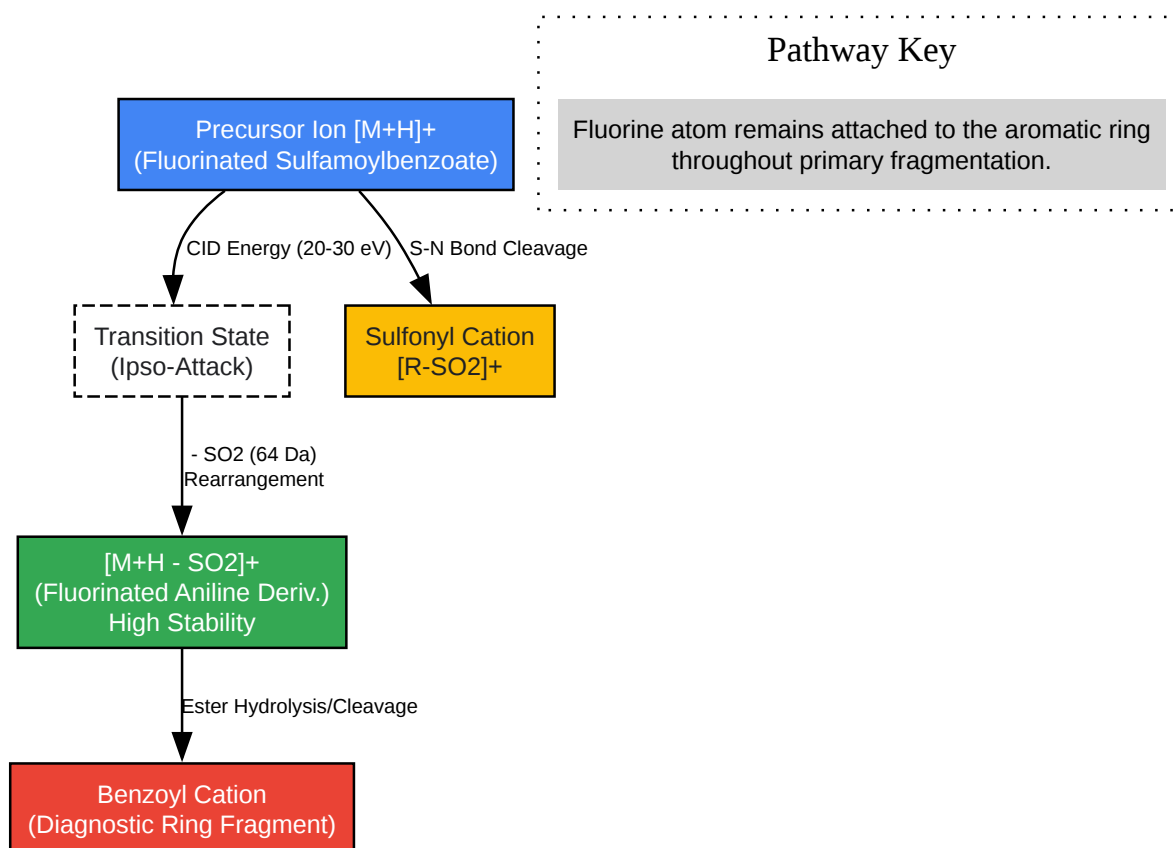 Pathway Key
Fluorine atom remains attached to the aromatic ring
throughout primary fragmentation.
Precursor Ion [M+H]+
(Fluorinated Sulfamoylbenzoate)
CID Energy (20-30 eV)
S-N Bond Cleavage
Transition State
(Ipso-Attack)
Sulfonyl Cation
[R-SO2]+
- SO2 (64 Da)
Rearrangement
[M+H - SO2]+
(Fluorinated Aniline Deriv.)
High Stability
Ester Hydrolysis/Cleavage
Benzoyl Cation
(Diagnostic Ring Fragment)